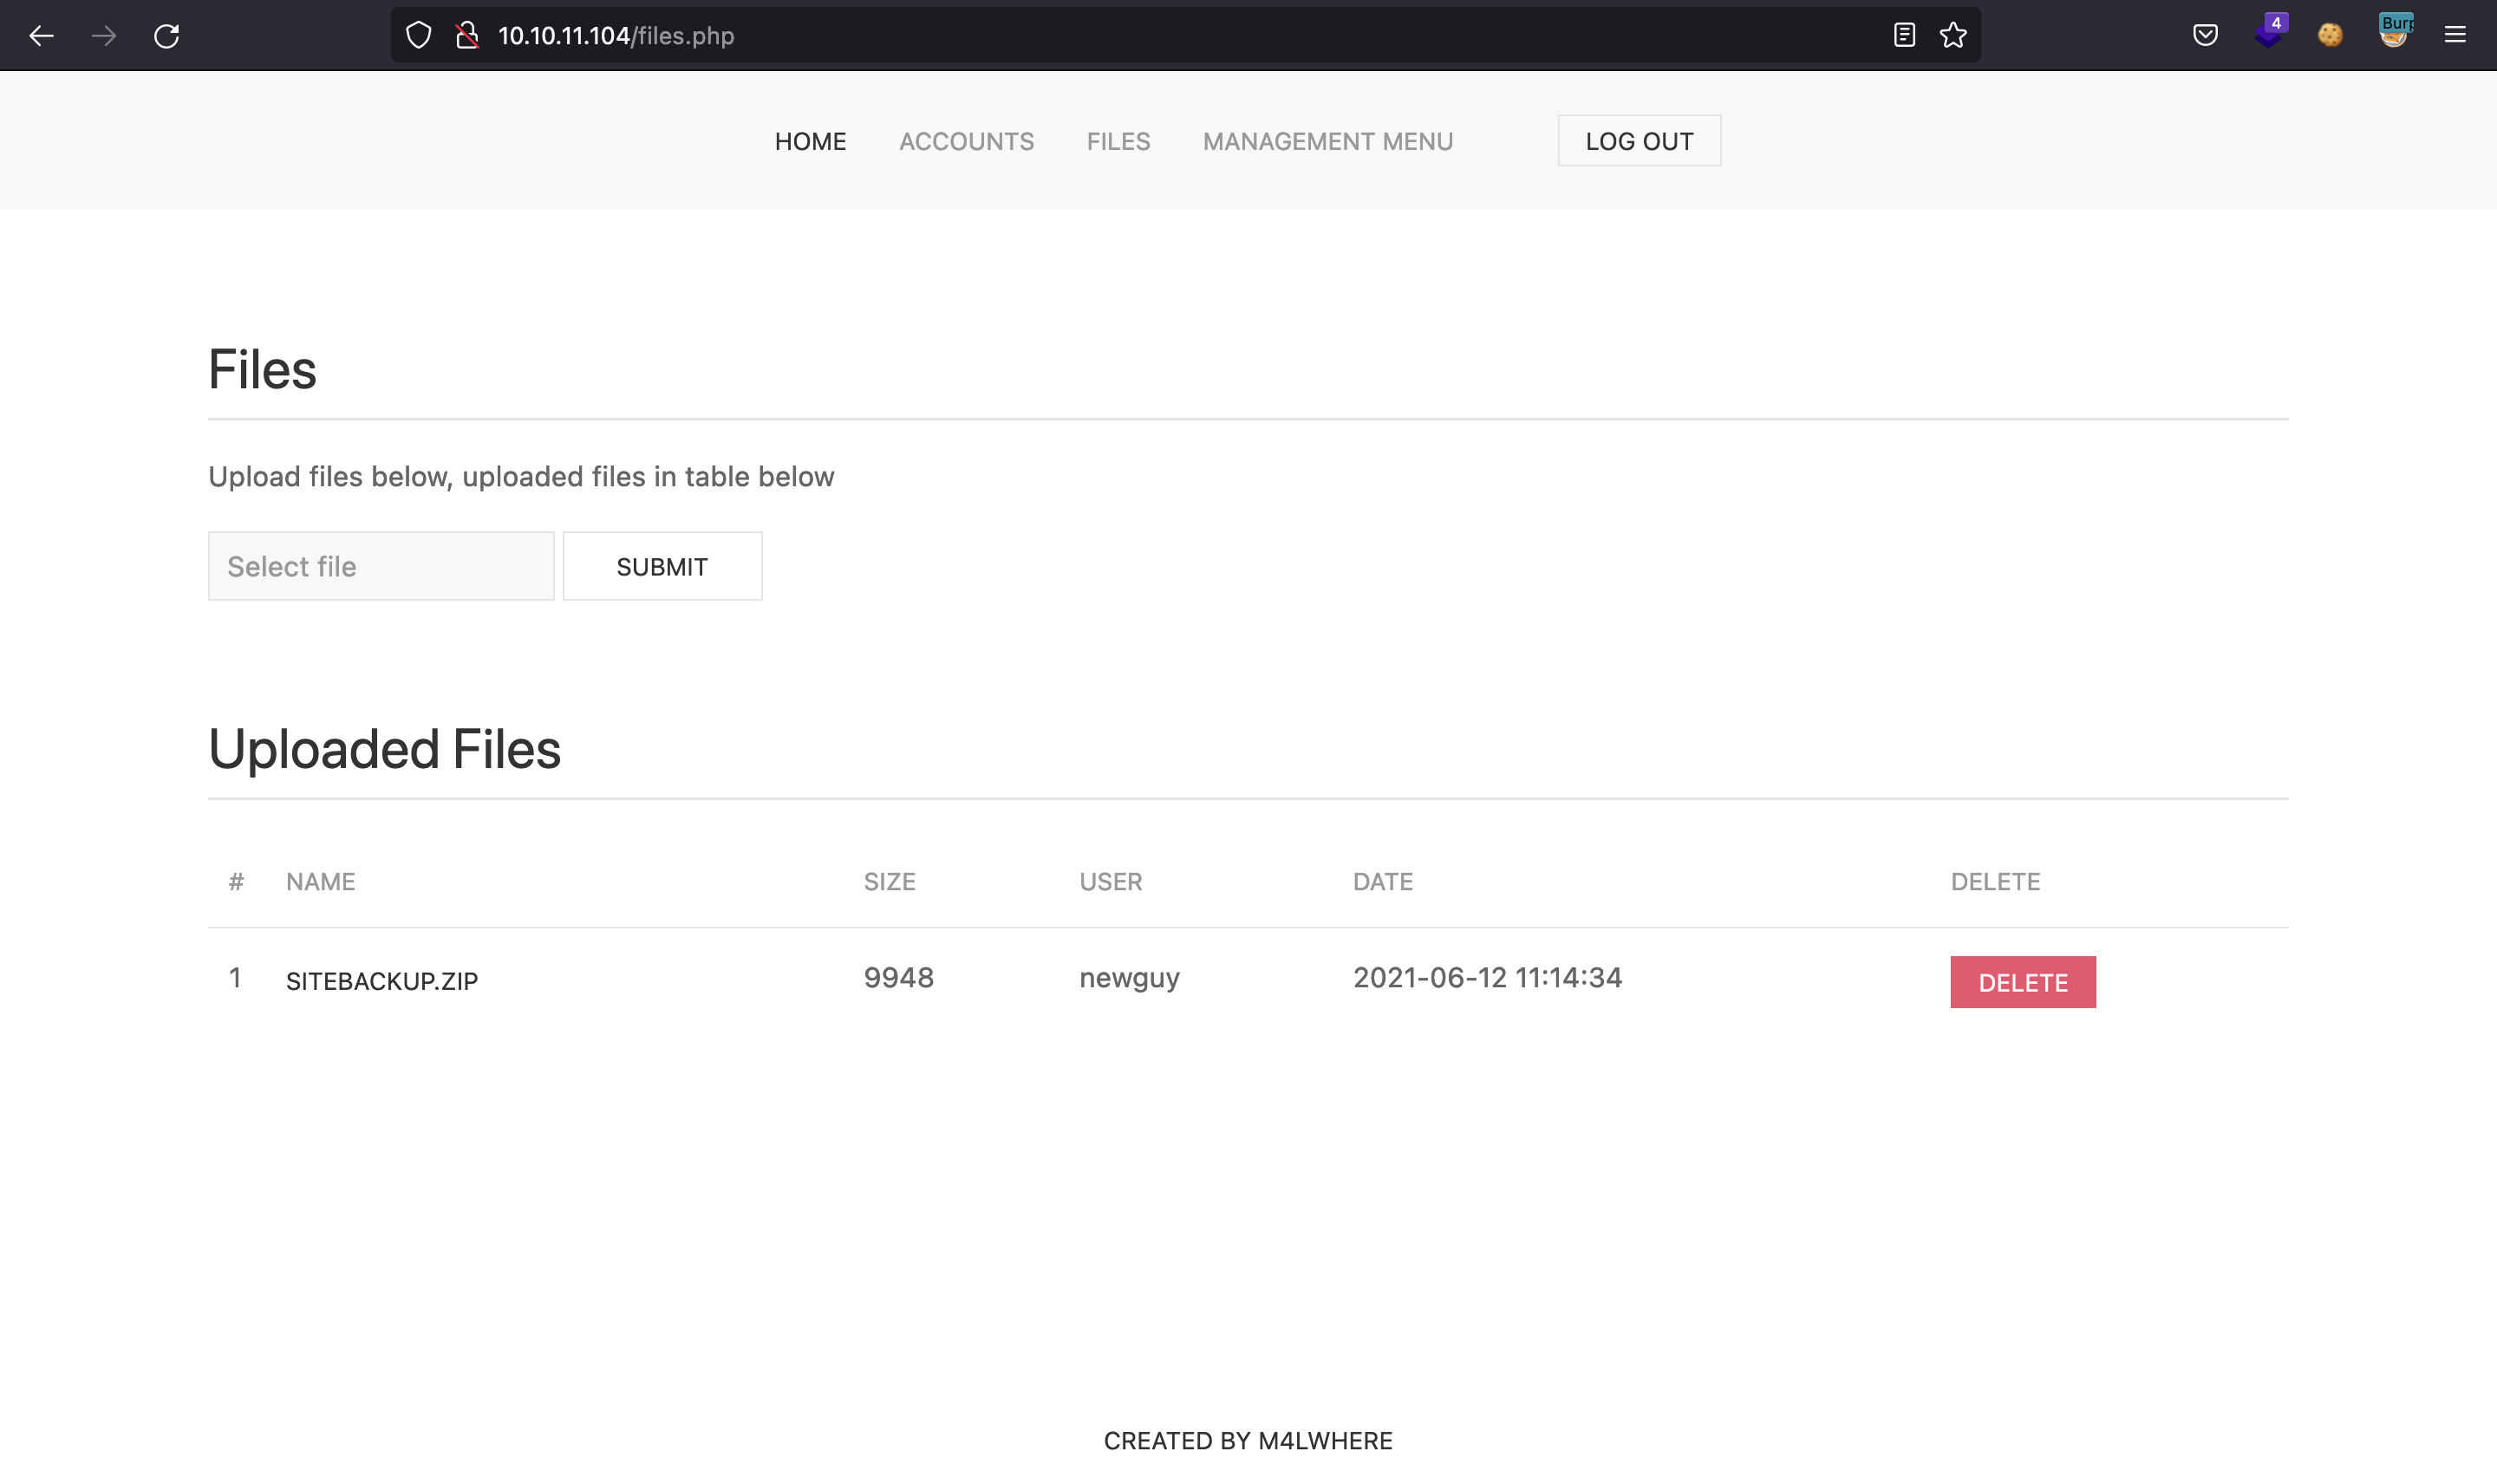 10.10.11.104/files.php
4
Burp
HOME ACCOUNTS FILES MANAGEMENT MENU LOG OUT
Files
Upload files below, uploaded files in table below
Select file SUBMIT
Uploaded Files
# NAME SIZE USER DATE DELETE
1 SITEBACKUP.ZIP 9948 newguy 2021-06-12 11:14:34 DELETE
CREATED BY M4LWHERE